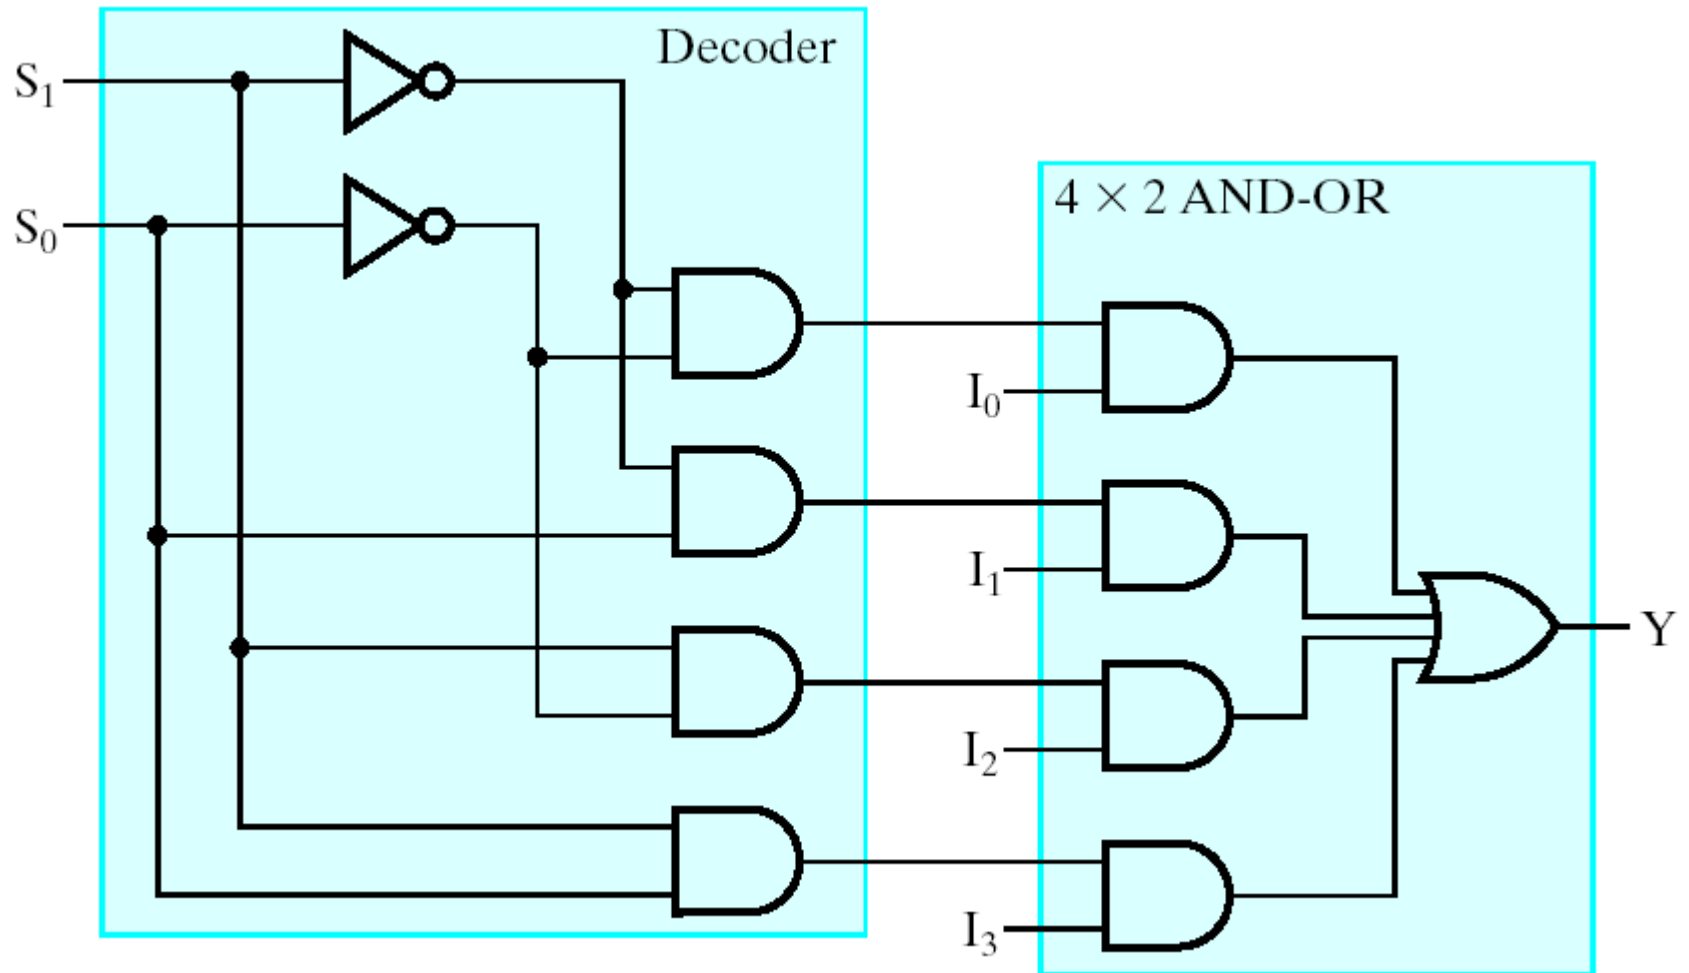 Decoder
S₁
S₀
4 × 2 AND-OR
I₀
I₁
Y
I₂
I₃